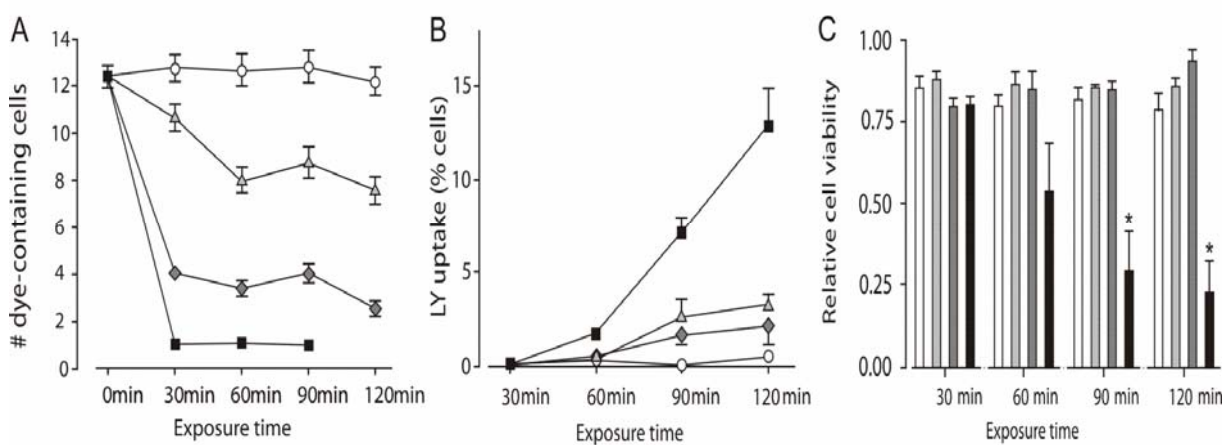 A
# dye-containing cells
14
12
10
8
6
4
2
1
0
0min 30min 60min 90min 120min
Exposure time
B
LY uptake (% cells)
15
10
5
0
30min 60min 90min 120min
Exposure time
C
Relative cell viability
1.00
0.75
0.50
0.25
0.00
*
*
30 min 60 min 90 min 120 min
Exposure time